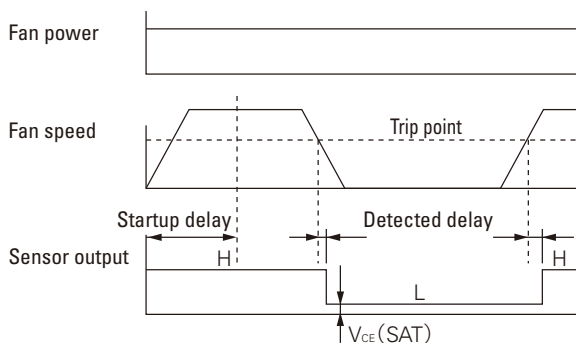 Fan power
Fan speed
Trip point
Startup delay
Detected delay
Sensor output
H
H
L
VCE(SAT)